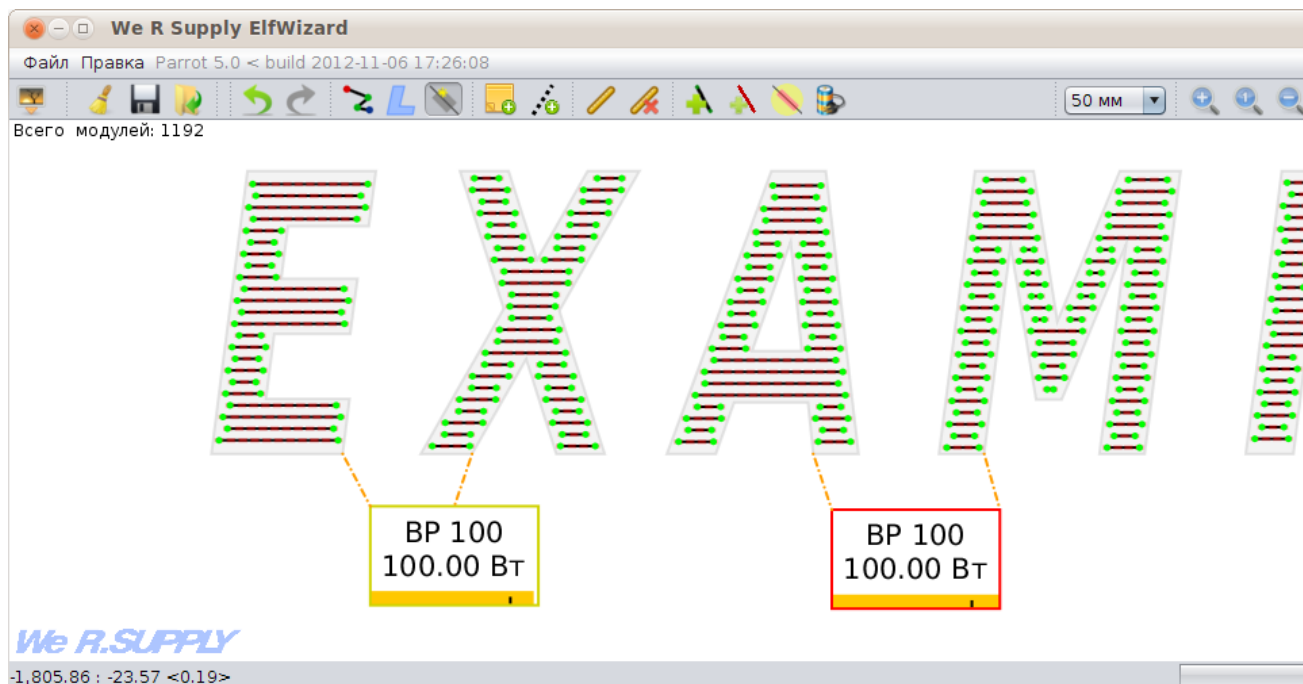 We R Supply ElfWizard
Файл Правка Parrot 5.0 < build 2012-11-06 17:26:08
50 мм
Всего модулей: 1192
EXAM
BP 100
100.00 Вт
BP 100
100.00 Вт
We R.SUPPLY
-1,805.86 : -23.57 <0.19>